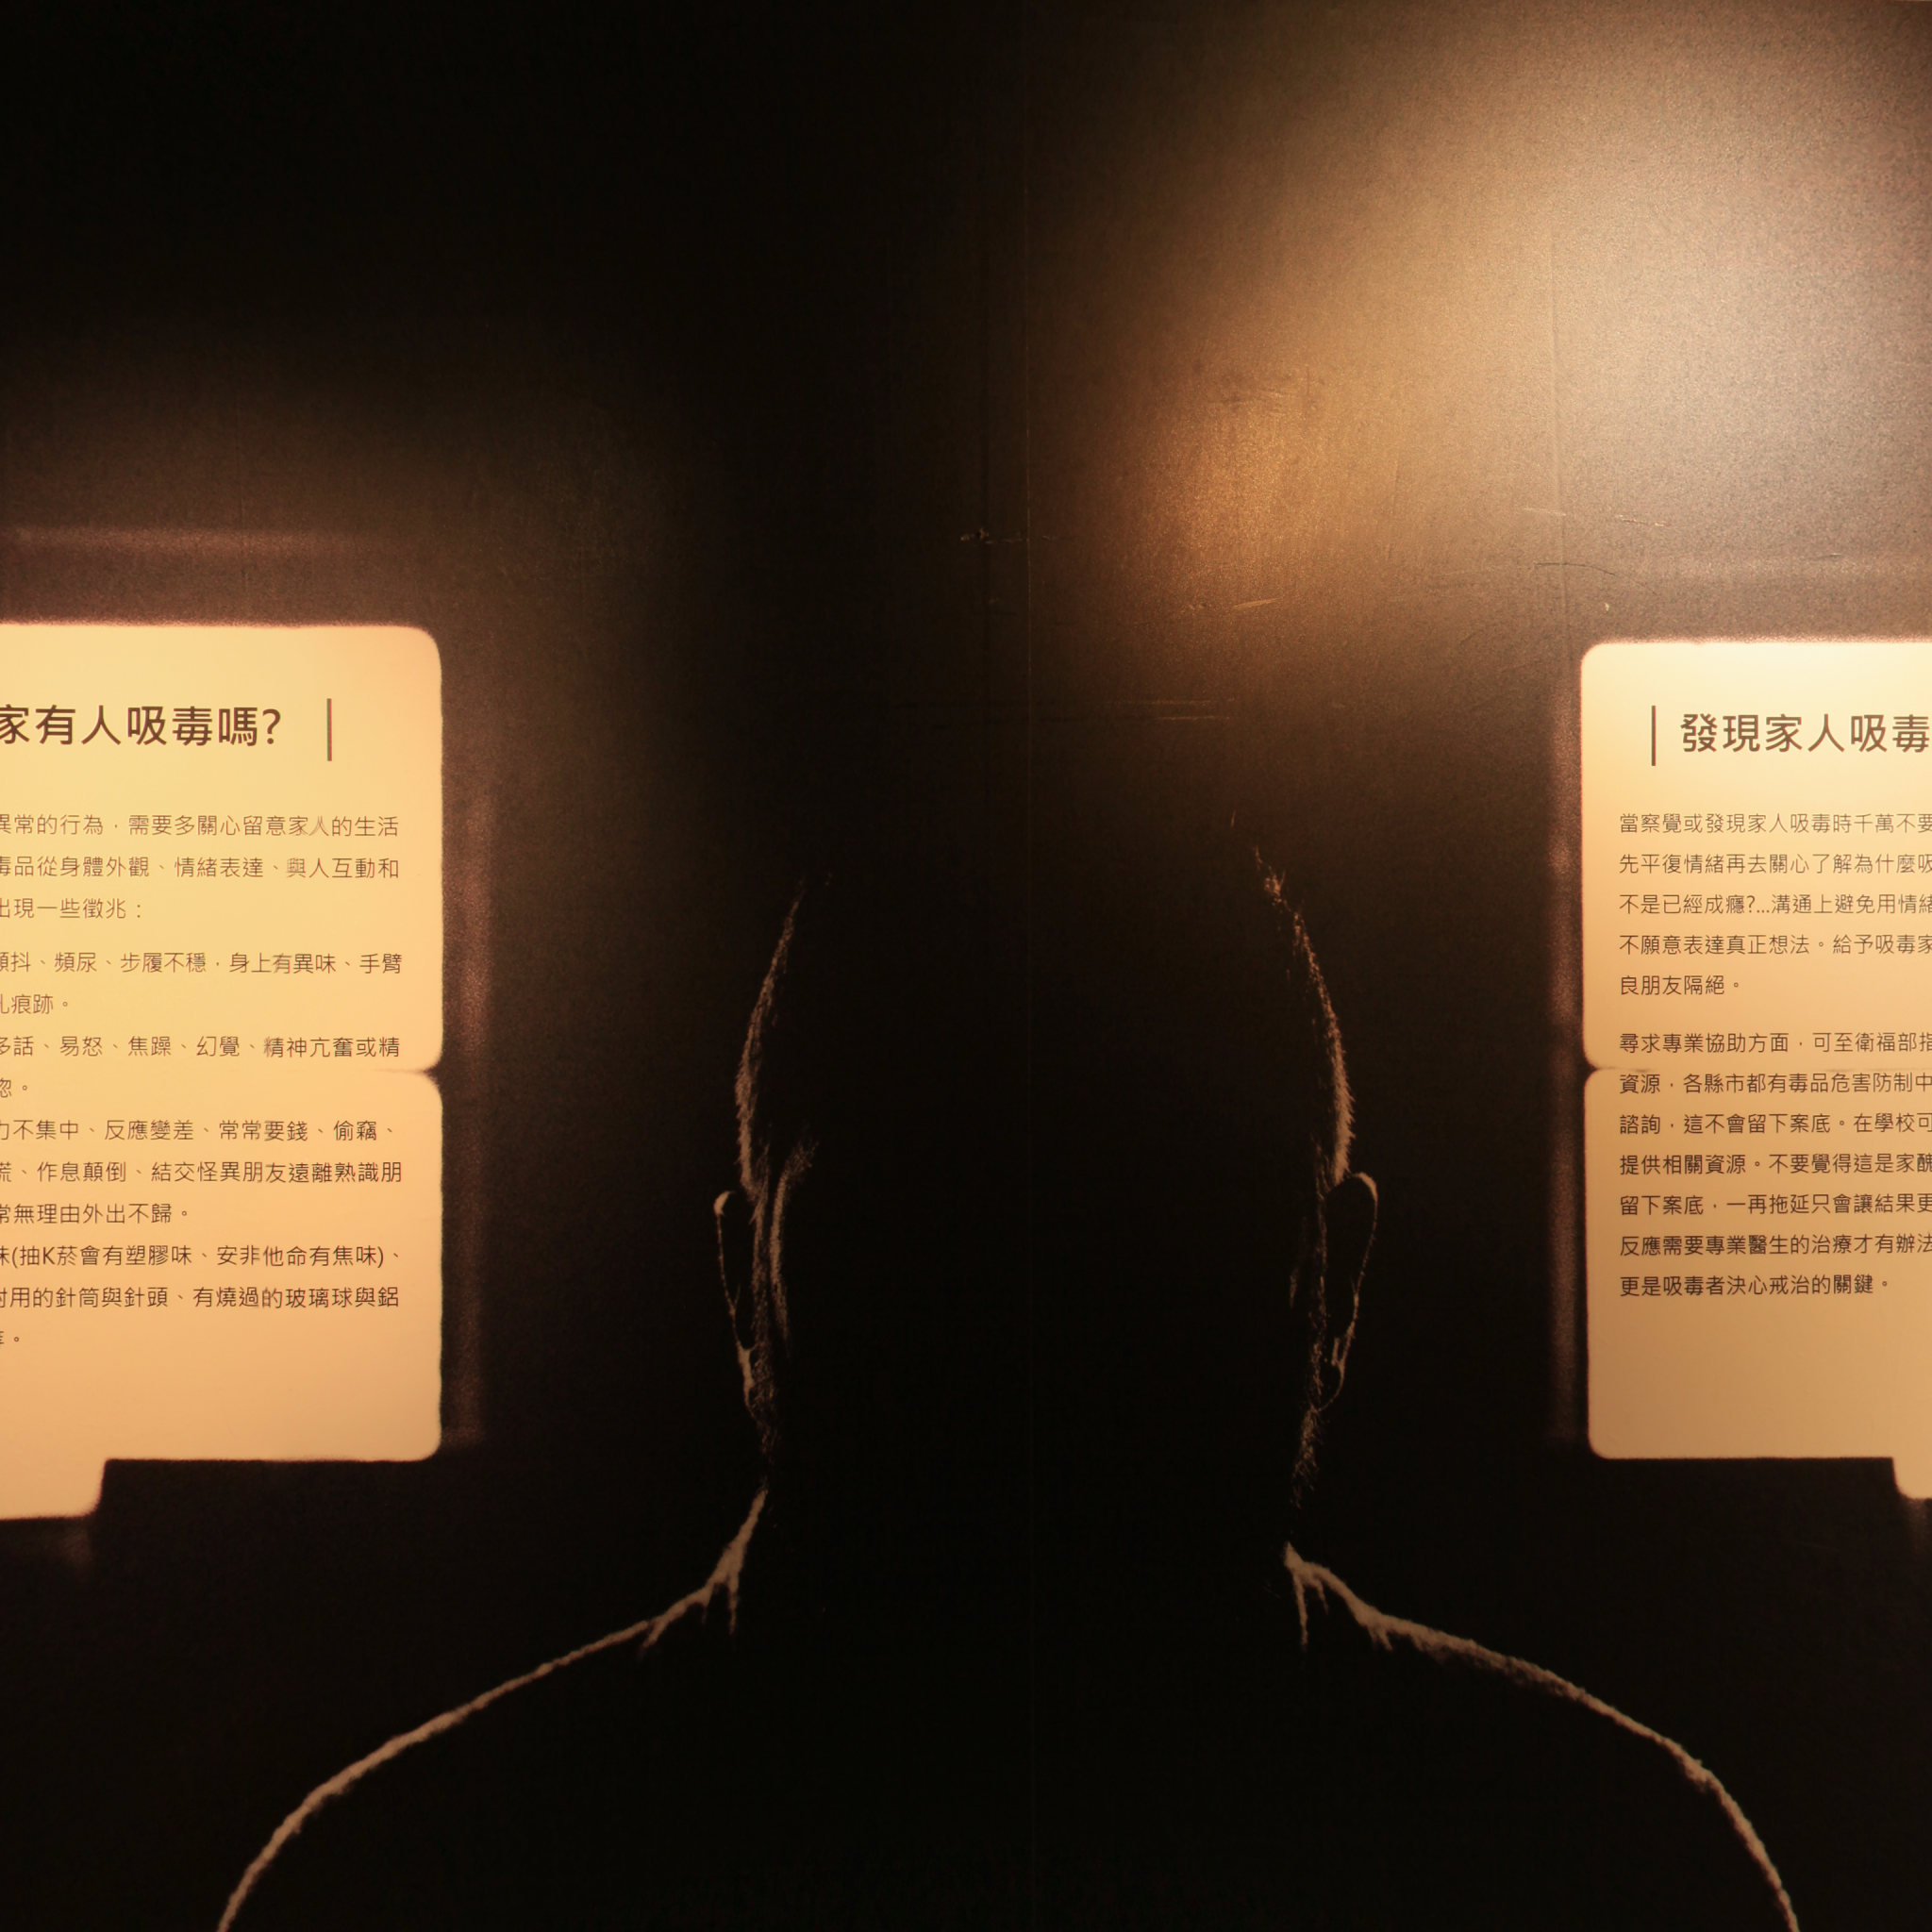 家有人吸毒嗎?
異常的行為，需要多關心留意家人的生活
毒品從身體外觀、情緒表達、與人互動和
出現一些徵兆：
顫抖、頻尿、步履不穩，身上有異味、手臂
孔痕跡。
多話、易怒、焦躁、幻覺、精神亢奮或精
惚。
力不集中、反應變差、常常要錢、偷竊、
謊、作息顛倒、結交怪異朋友遠離熟識朋
常無理由外出不歸。
味(抽K菸會有塑膠味、安非他命有焦味)、
射用的針筒與針頭、有燒過的玻璃球與鋁
等。
發現家人吸毒
當察覺或發現家人吸毒時千萬不要
先平復情緒再去關心了解為什麼吸
不是已經成癮?...溝通上避免用情緒
不願意表達真正想法。給予吸毒家
良朋友隔絕。
尋求專業協助方面，可至衛福部指
資源，各縣市都有毒品危害防制中
諮詢，這不會留下案底。在學校可
提供相關資源。不要覺得這是家醜
留下案底，一再拖延只會讓結果更
反應需要專業醫生的治療才有辦法
更是吸毒者決心戒治的關鍵。